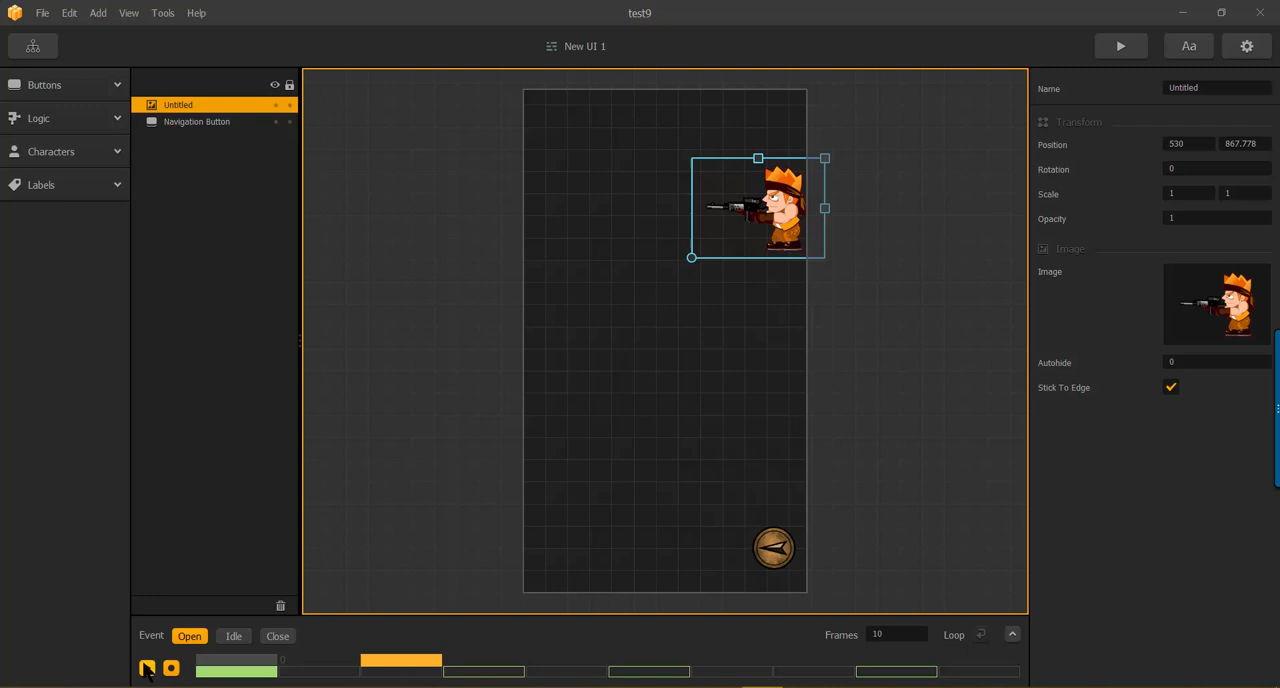 File Edit Add View Tools Help
test9
New UI 1
Aa
Buttons
Logic
Characters
Labels
Untitled
Navigation Button
Name Untitled
Transform
Position 530 867.778
Rotation 0
Scale 1 1
Opacity 1
Image
Image
Autohide 0
Stick To Edge
Event Open Idle Close
Frames 10 Loop
0